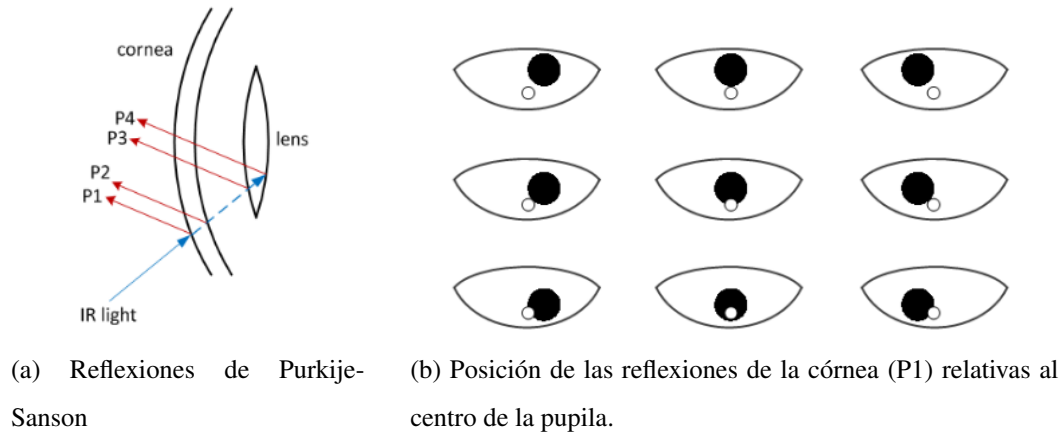 cornea
P4
P3
lens
P2
P1
IR light
(a) Reflexiones de Purkije-
Sanson
(b) Posición de las reflexiones de la córnea (P1) relativas al
centro de la pupila.